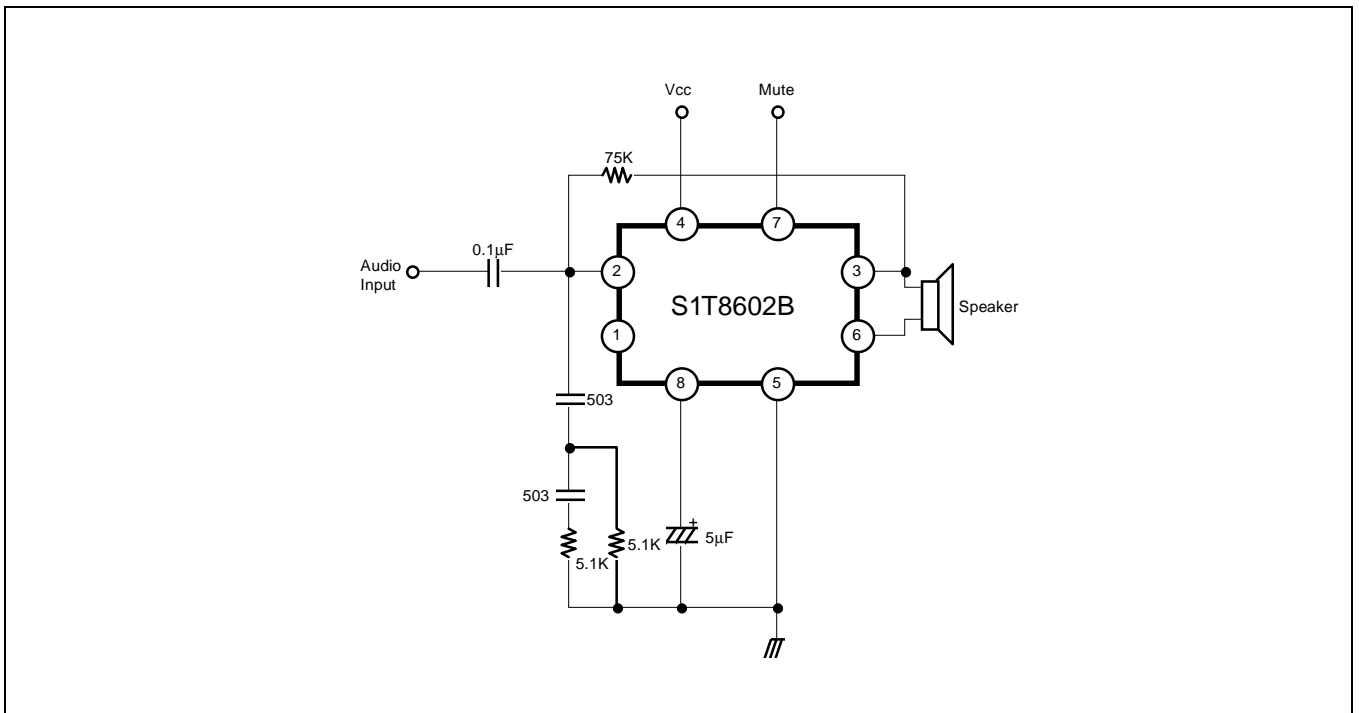 Vcc
Mute
75K
4
7
0.1μF
Audio
Input
2
3
S1T8602B
Speaker
1
6
8
5
503
503
5.1K
5.1K
+
5μF